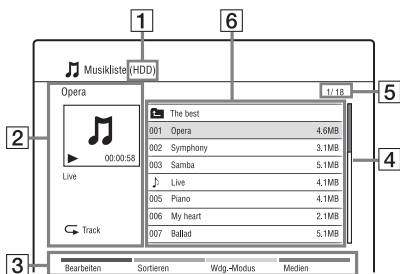 1
6
Musikliste (HDD)
Opera
1/ 18
5
The best
001 Opera 4.6MB
2
00:00:58
002 Symphony 3.1MB
003 Samba 5.1MB
4
Live
Live 4.1MB
005 Piano 4.1MB
006 My heart 2.1MB
Track
007 Ballad 5.1MB
3
Bearbeiten Sortieren Wdg.-Modus Medien